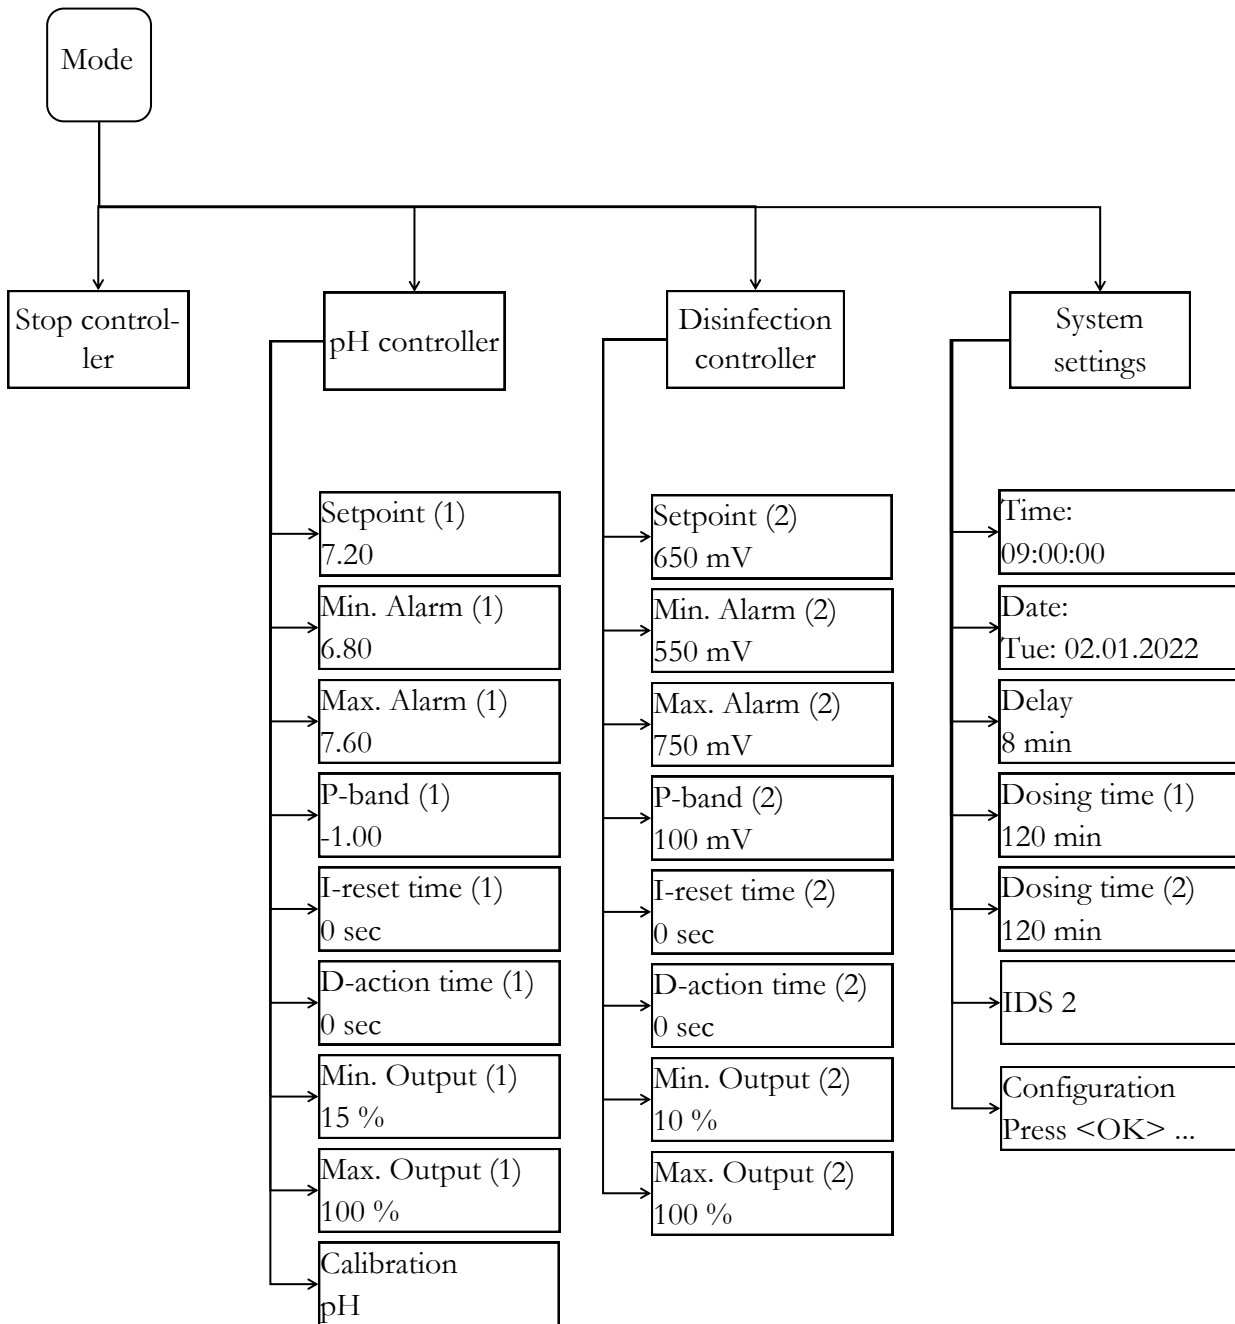 Mode
Stop control-
ler
pH controller
Disinfection
controller
System
settings
Setpoint (1)
7.20
Min. Alarm (1)
6.80
Max. Alarm (1)
7.60
P-band (1)
-1.00
I-reset time (1)
0 sec
D-action time (1)
0 sec
Min. Output (1)
15 %
Max. Output (1)
100 %
Calibration
pH
Setpoint (2)
650 mV
Min. Alarm (2)
550 mV
Max. Alarm (2)
750 mV
P-band (2)
100 mV
I-reset time (2)
0 sec
D-action time (2)
0 sec
Min. Output (2)
10 %
Max. Output (2)
100 %
Time:
09:00:00
Date:
Tue: 02.01.2022
Delay
8 min
Dosing time (1)
120 min
Dosing time (2)
120 min
IDS 2
Configuration
Press <OK> ...